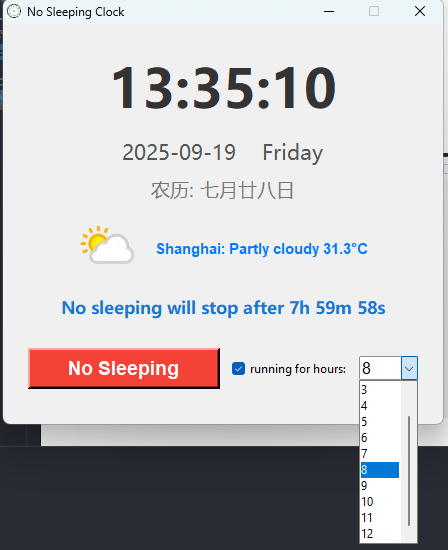 No Sleeping Clock
13:35:10
2025-09-19 Friday
农历: 七月廿八日
Shanghai: Partly cloudy 31.3°C
No sleeping will stop after 7h 59m 58s
No Sleeping
running for hours:
8
3
4
5
6
7
8
9
10
11
12